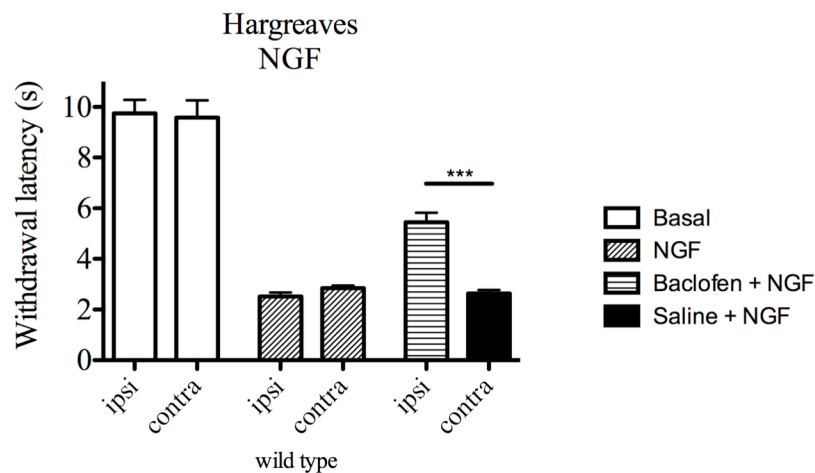 Hargreaves
NGF
Withdrawal latency (s)
10
8
6
4
2
0
***
ipsi
contra
ipsi
contra
ipsi
contra
wild type
Basal
NGF
Baclofen + NGF
Saline + NGF